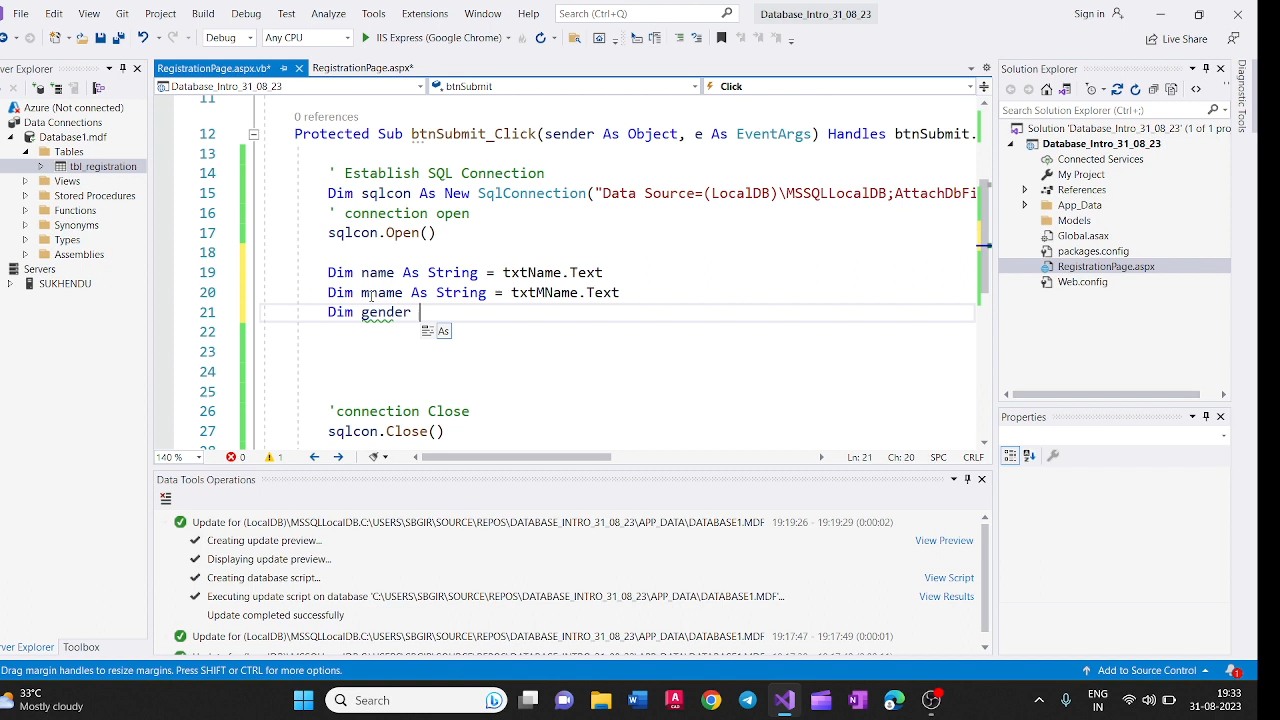 File Edit View Git Project Build Debug Test Analyze Tools Extensions Window Help Search (Ctrl+Q) Database_Intro_31_08_23 Sign in
Debug Any CPU IIS Express (Google Chrome) Live Share
ver Explorer
Azure (Not connected)
Data Connections
Database1.mdf
Tables
tbl_registration
Views
Stored Procedures
Functions
Synonyms
Types
Assemblies
Servers
SUKHENDU
ver Explorer Toolbox
RegistrationPage.aspx.vb* RegistrationPage.aspx*
Database_Intro_31_08_23 btnSubmit Click
11
0 references
12 Protected Sub btnSubmit_Click(sender As Object, e As EventArgs) Handles btnSubmit.
13
14 ' Establish SQL Connection
15 Dim sqlcon As New SqlConnection("Data Source=(LocalDB)\MSSQLLocalDB;AttachDbFi
16 ' connection open
17 sqlcon.Open()
18
19 Dim name As String = txtName.Text
20 Dim mname As String = txtMName.Text
21 Dim gender
As
22
23
24
25
26 'connection Close
27 sqlcon.Close()
140 % 0 1 Ln: 21 Ch: 20 SPC CRLF
Data Tools Operations
Update for (LocalDB)\MSSQLLocalDB.C:\USERS\SBGIR\SOURCE\REPOS\DATABASE_INTRO_31_08_23\APP_DATA\DATABASE1.MDF 19:19:26 - 19:19:29 (0:00:02)
Creating update preview... View Preview
Displaying update preview...
Creating database script... View Script
Executing update script on database 'C:\USERS\SBGIR\SOURCE\REPOS\DATABASE_INTRO_31_08_23\APP_DATA\DATABASE1.MDF'... View Results
Update completed successfully
Update for (LocalDB)\MSSQLLocalDB.C:\USERS\SBGIR\SOURCE\REPOS\DATABASE_INTRO_31_08_23\APP_DATA\DATABASE1.MDF 19:17:47 - 19:17:49 (0:00:01)
Solution Explorer
Search Solution Explorer (Ctrl+;)
Solution 'Database_Intro_31_08_23' (1 of 1 pro
Database_Intro_31_08_23
Connected Services
My Project
References
App_Data
Models
Global.asax
packages.config
RegistrationPage.aspx
Web.config
Properties
Diagnostic Tools
Drag margin handles to resize margins. Press SHIFT or CTRL for more options. Add to Source Control 1
33°C
Mostly cloudy
Search
ENG
IN
19:33
31-08-2023